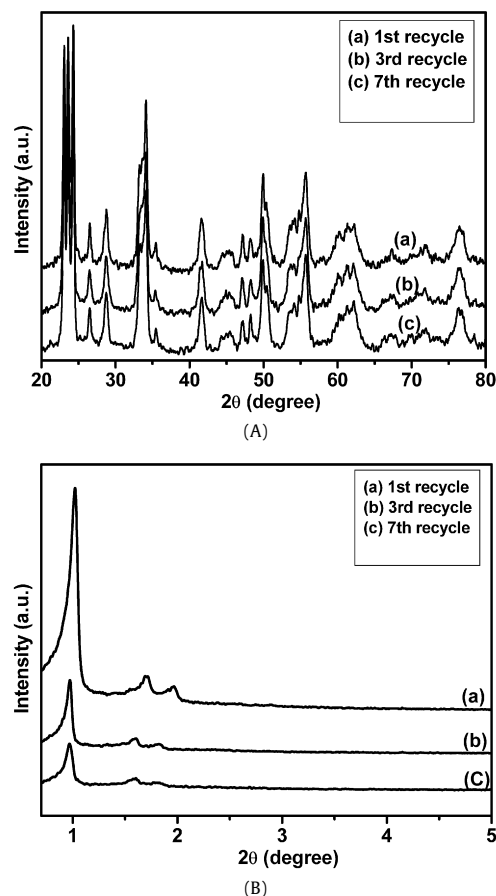 (a) 1st recycle
(b) 3rd recycle
(c) 7th recycle
Intensity (a.u.)
(a)
(b)
(c)
20 30 40 50 60 70 80
2θ (degree)
(A)
(a) 1st recycle
(b) 3rd recycle
(c) 7th recycle
Intensity (a.u.)
(a)
(b)
(C)
1 2 3 4 5
2θ (degree)
(B)